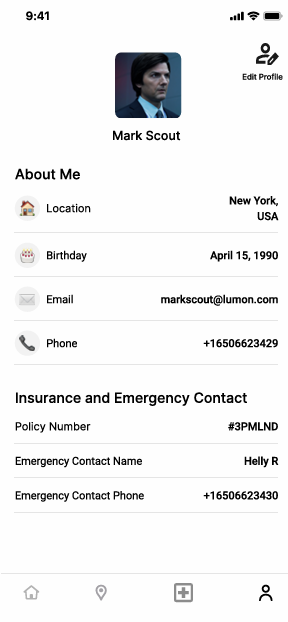 9:41
Edit Profile
Mark Scout
About Me
Location
New York,
USA
Birthday
April 15, 1990
Email
markscout@lumon.com
Phone
+16506623429
Insurance and Emergency Contact
Policy Number
#3PMLND
Emergency Contact Name
Helly R
Emergency Contact Phone
+16506623430